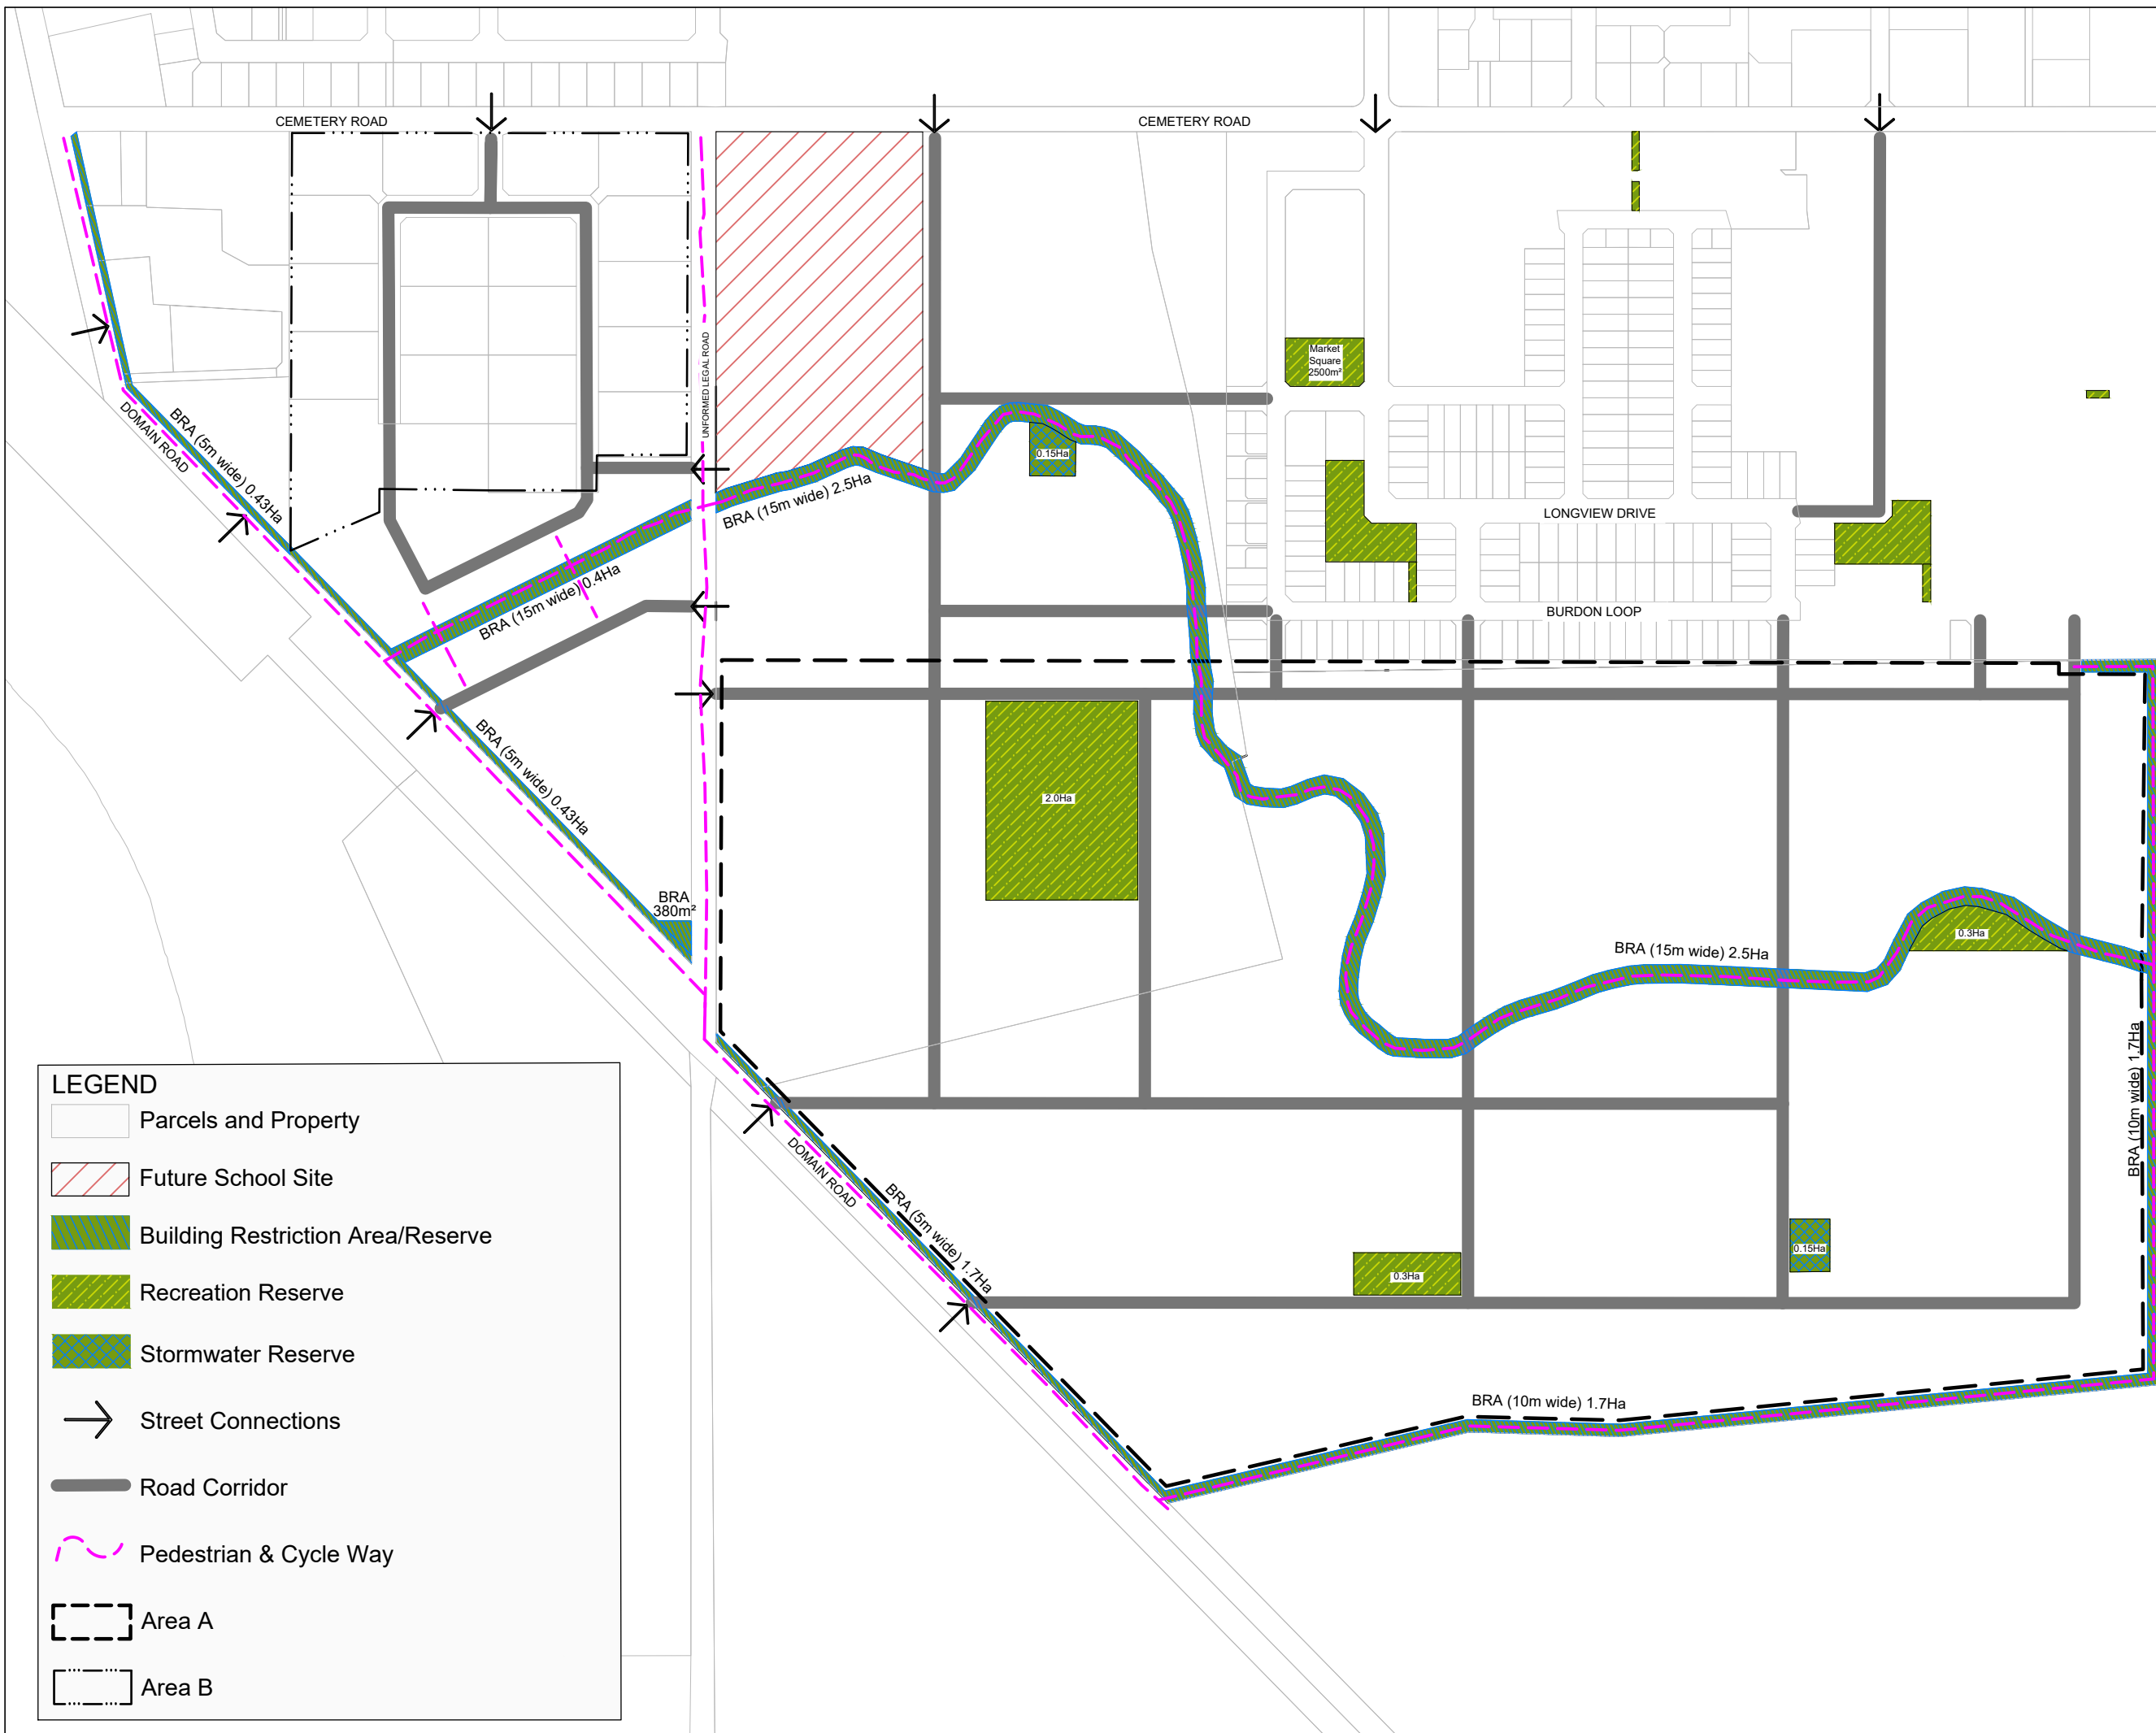 CEMETERY ROAD
CEMETERY ROAD
UNFORMED LEGAL ROAD
Market
Square
2500m²
DOMAIN ROAD
BRA (5m wide) 0.43Ha
0.15Ha
BRA (15m wide) 2.5Ha
LONGVIEW DRIVE
BRA (15m wide) 0.4Ha
BURDON LOOP
BRA (5m wide) 0.43Ha
2.0Ha
BRA
380m²
0.3Ha
BRA (15m wide) 2.5Ha
BRA (10m wide) 1.7Ha
DOMAIN ROAD
BRA (5m wide) 1.7Ha
0.15Ha
0.3Ha
BRA (10m wide) 1.7Ha
LEGEND
Parcels and Property
Future School Site
Building Restriction Area/Reserve
Recreation Reserve
Stormwater Reserve
Street Connections
Road Corridor
Pedestrian & Cycle Way
Area A
Area B